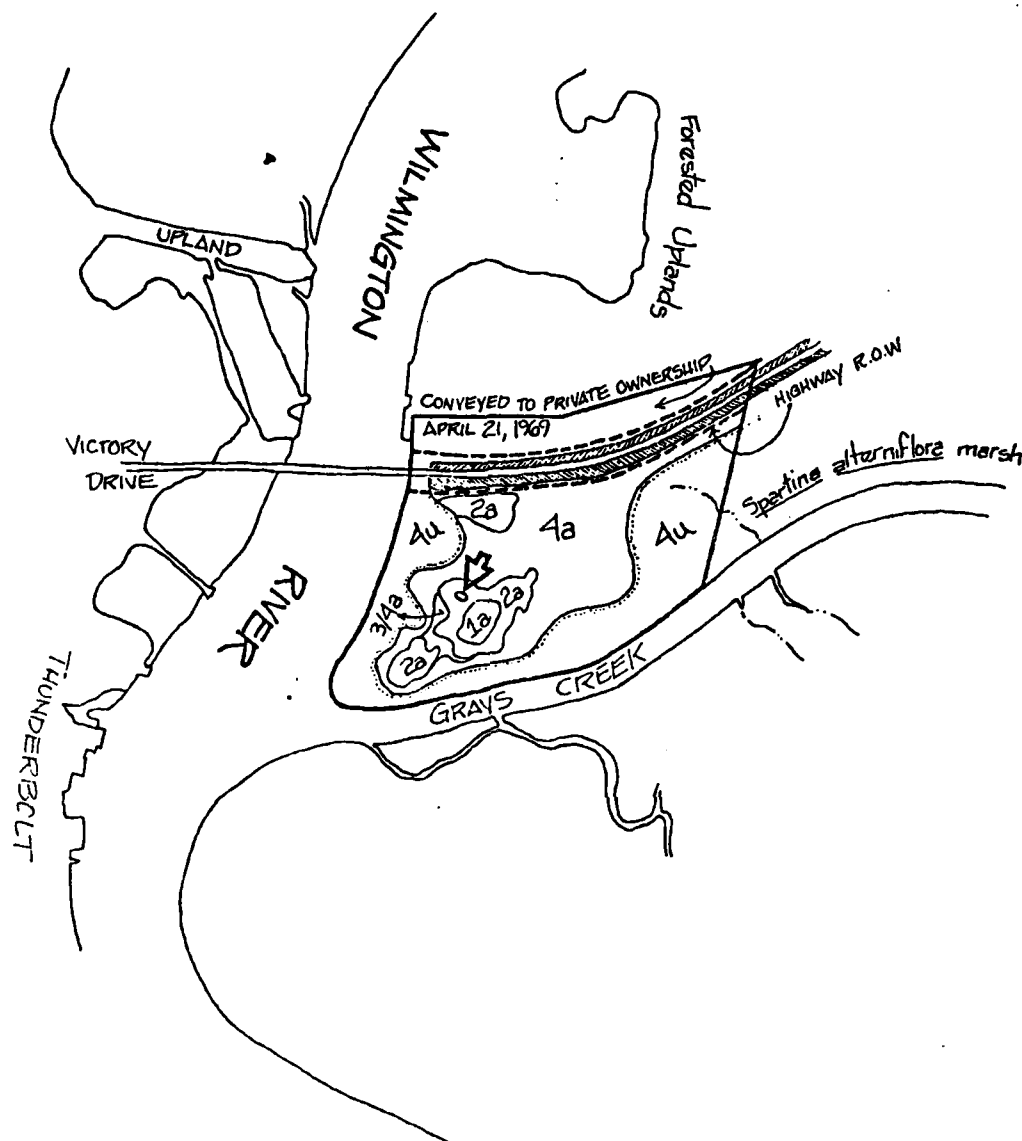 WILMINGTON
Forested Uplands
UPLAND
CONVEYED TO PRIVATE OWNERSHIP
APRIL 21, 1969
HIGHWAY R.O.W
VICTORY
DRIVE
Spartina alterniflora marsh
2a
4u
4a
4u
RIVER
3/4a
2a
1a
2a
GRAYS CREEK
THUNDERBOLT